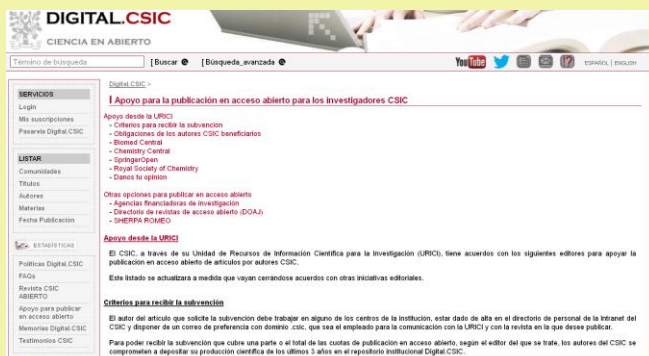 DIGITAL.CSIC
CIENCIA EN ABIERTO
Término de búsqueda
[ Buscar
[ Búsqueda_avanzada
YouTube
ESPAÑOL | ENGLISH
SERVICIOS
Login
Mis suscripciones
Pasarela Digital.CSIC
LISTAR
Comunidades
Títulos
Autores
Materias
Fecha Publicación
ESTADÍSTICAS
Políticas Digital.CSIC
FAQs
Revista CSIC
ABIERTO
Apoyo para publicar
en acceso abierto
Memorias Digital.CSIC
Testimonios CSIC
Digital.CSIC >
Apoyo para la publicación en acceso abierto para los investigadores CSIC
Apoyo desde la URICI
- Criterios para recibir la subvención
- Obligaciones de los autores CSIC beneficiarios
- Biomed Central
- Chemistry Central
- SpringerOpen
- Royal Society of Chemistry
- Danos tu opinión
Otras opciones para publicar en acceso abierto
- Agencias financiadoras de investigación
- Directorio de revistas de acceso abierto (DOAJ)
- SHERPA ROMEO
Apoyo desde la URICI
El CSIC, a través de su Unidad de Recursos de Información Científica para la Investigación (URICI), tiene acuerdos con los siguientes editores para apoyar la
publicación en acceso abierto de artículos por autores CSIC.
Este listado se actualizará a medida que vayan cerrándose acuerdos con otras iniciativas editoriales.
Criterios para recibir la subvención
El autor del artículo que solicite la subvención debe trabajar en alguno de los centros de la institución, estar dado de alta en el directorio de personal de la Intranet del
CSIC y disponer de un correo de preferencia con dominio .csic, que sea el empleado para la comunicación con la URICI y con la revista en la que desee publicar.
Para poder recibir la subvención que cubre una parte o el total de las cuotas de publicación en acceso abierto, según el editor del que se trate, los autores del CSIC se
comprometen a depositar su producción científica de los últimos 3 años en el repositorio institucional Digital.CSIC.